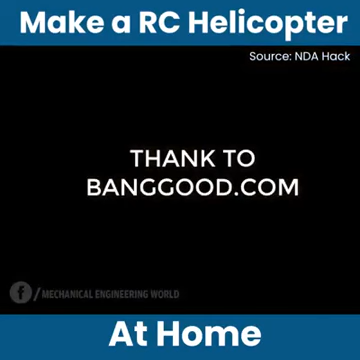 Make a RC Helicopter
Source: NDA Hack
THANK TO
BANGGOOD.COM
f/MECHANICAL ENGINEERING WORLD
At Home